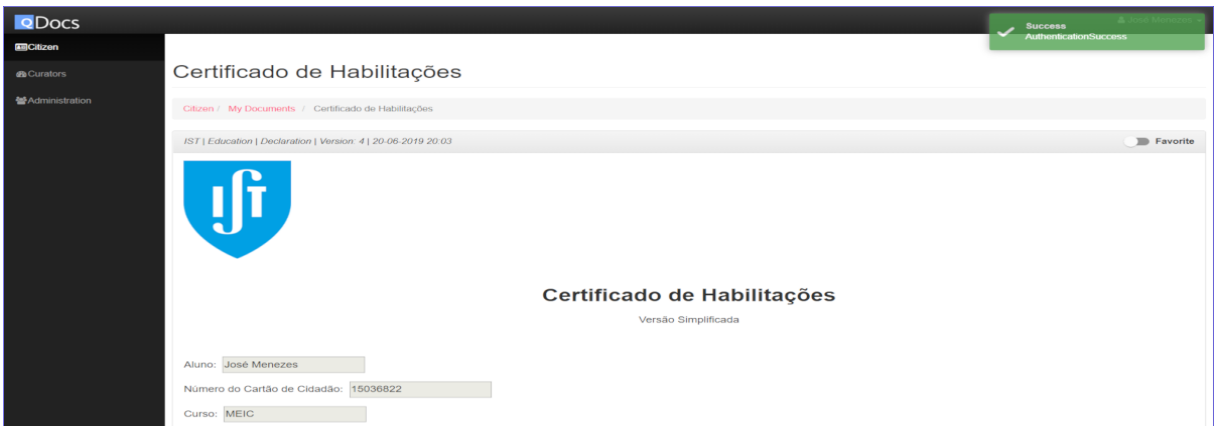 QDocs
José Menezes
Success
AuthenticationSuccess
Citizen
Curators
Administration
Certificado de Habilitações
Citizen / My Documents / Certificado de Habilitações
IST | Education | Declaration | Version: 4 | 20-06-2019 20:03
Favorite
IST
Certificado de Habilitações
Versão Simplificada
Aluno: José Menezes
Número do Cartão de Cidadão: 15036822
Curso: MEIC